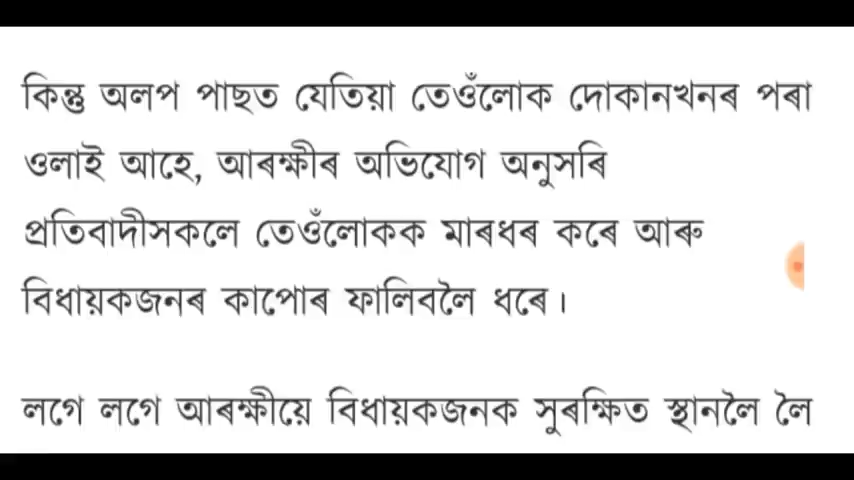 কিন্তু অলপ পাছত যেতিয়া তেওঁলোক দোকানখনৰ পৰা
ওলাই আহে, আৰক্ষীৰ অভিযোগ অনুসৰি
প্ৰতিবাদীসকলে তেওঁলোকক মাৰধৰ কৰে আৰু
বিধায়কজনৰ কাপোৰ ফালিবলৈ ধৰে।
লগে লগে আৰক্ষীয়ে বিধায়কজনক সুৰক্ষিত স্থানলৈ লৈ